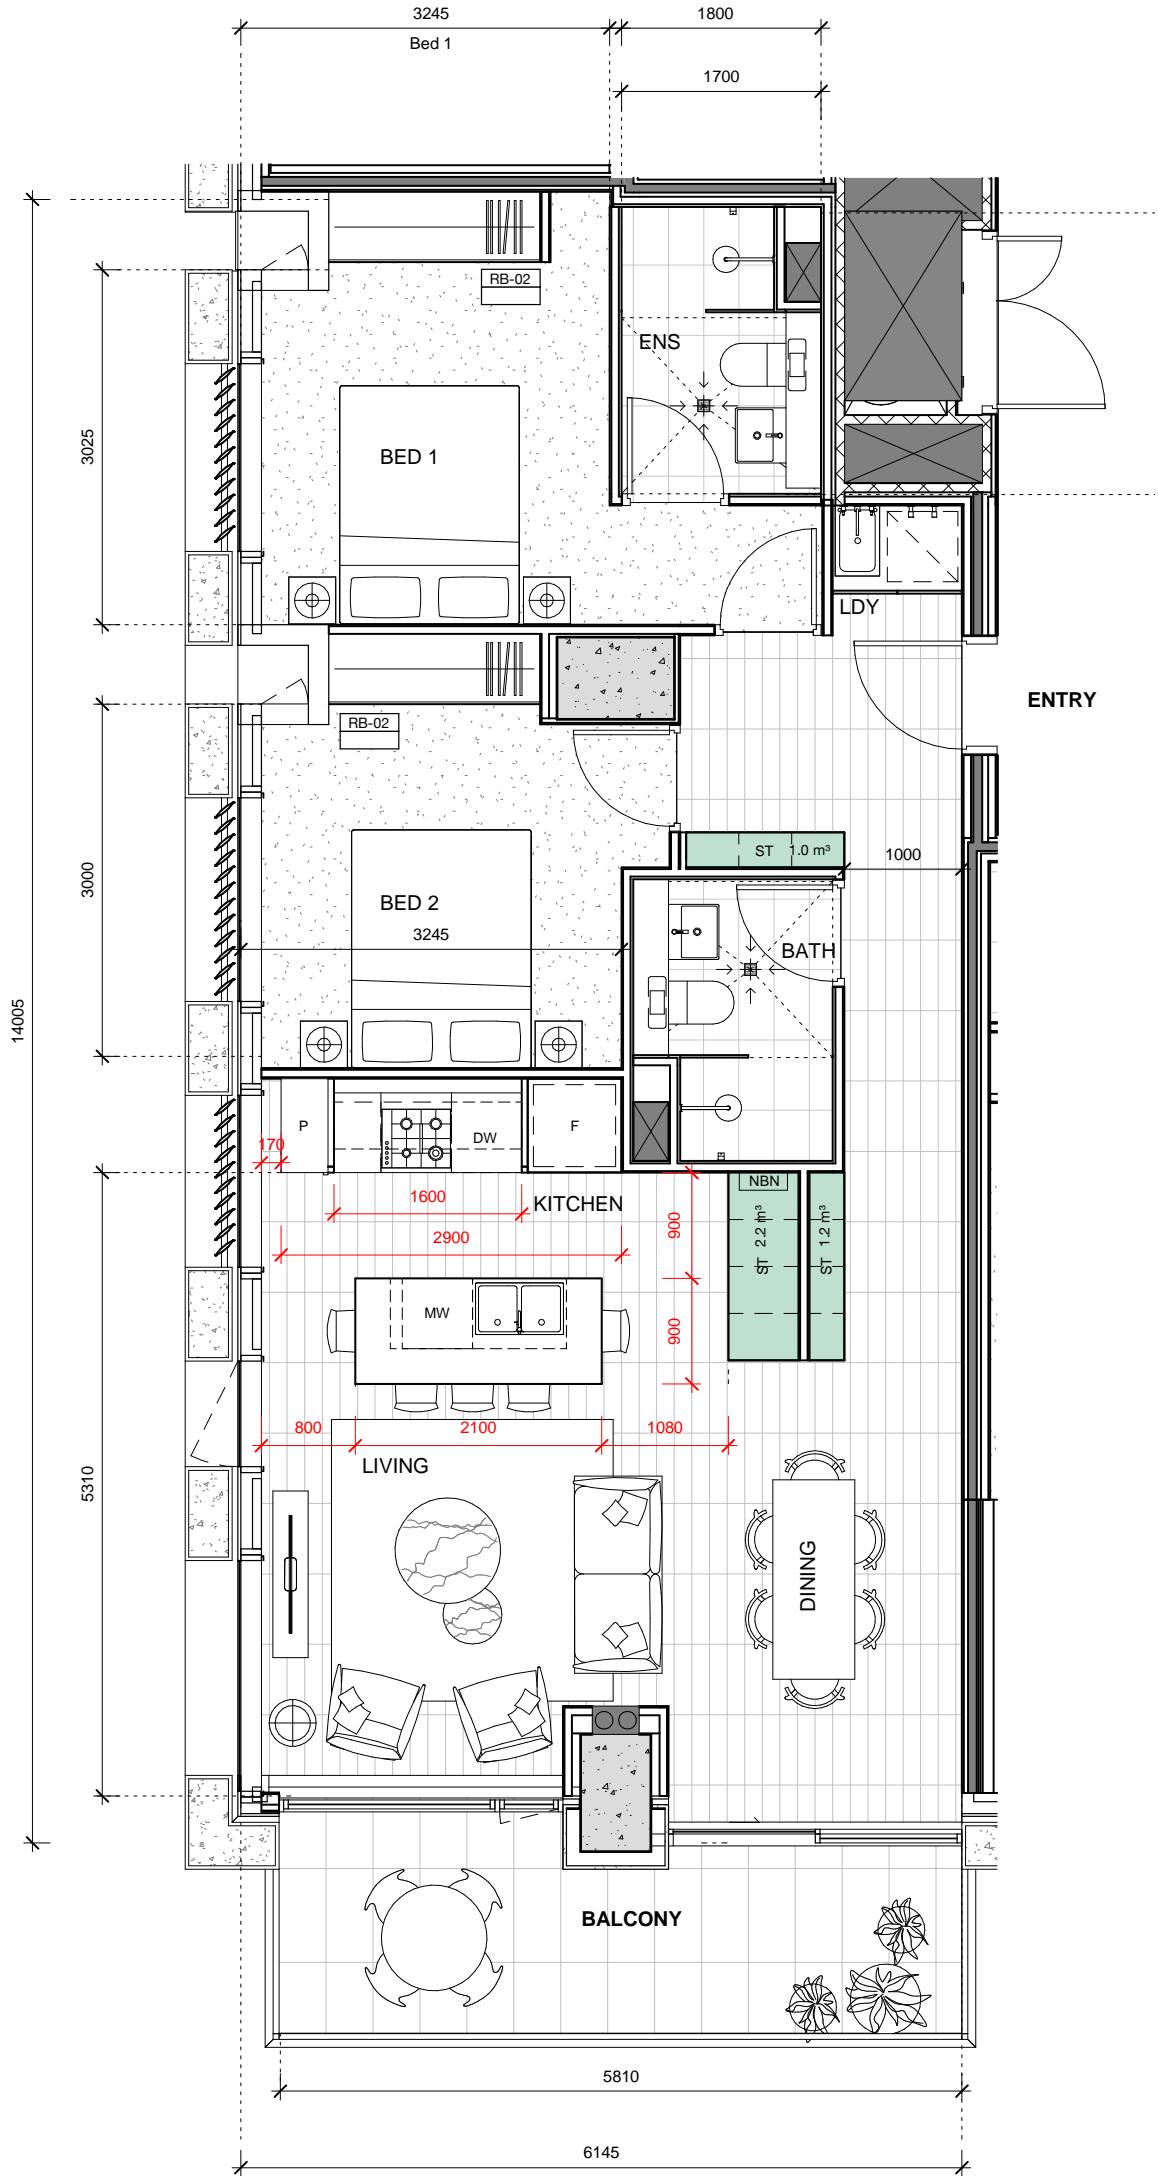 3245
1800
Bed 1
1700
RB-02
ENS
3025
BED 1
LDY
ENTRY
RB-02
ST 1.0 m³
1000
3000
BED 2
3245
BATH
14005
P
DW
F
170
NBN
1600
KITCHEN
900
ST 2.2 m³
ST 1.2 m³
2900
MW
900
800
2100
1080
LIVING
5310
DINING
BALCONY
5810
6145